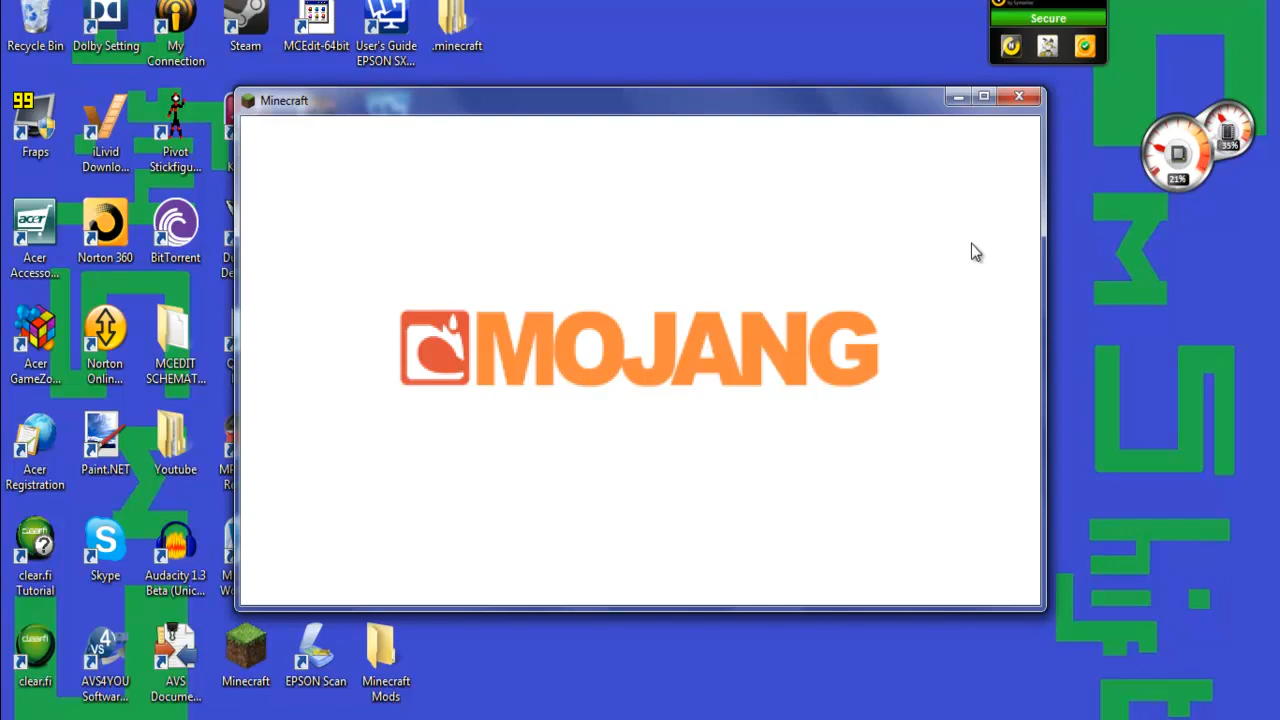 Recycle Bin
Dolby Setting
My
Connection
Steam
MCEdit-64bit
User's Guide
EPSON SX...
.minecraft
Secure
Minecraft
99
Fraps
iLivid
Downlo...
Pivot
Stickfigu...
35%
21%
acer
Acer
Accesso...
Norton 360
BitTorrent
MOJANG
Acer
GameZo...
Norton
Onlin...
MCEDIT
SCHEMAT...
Acer
Registration
Paint.NET
Youtube
clear.fi
Tutorial
Skype
Audacity 1.3
Beta (Unic...
clear.fi
AVS4YOU
Softwar...
AVS
Docume...
Minecraft
EPSON Scan
Minecraft
Mods